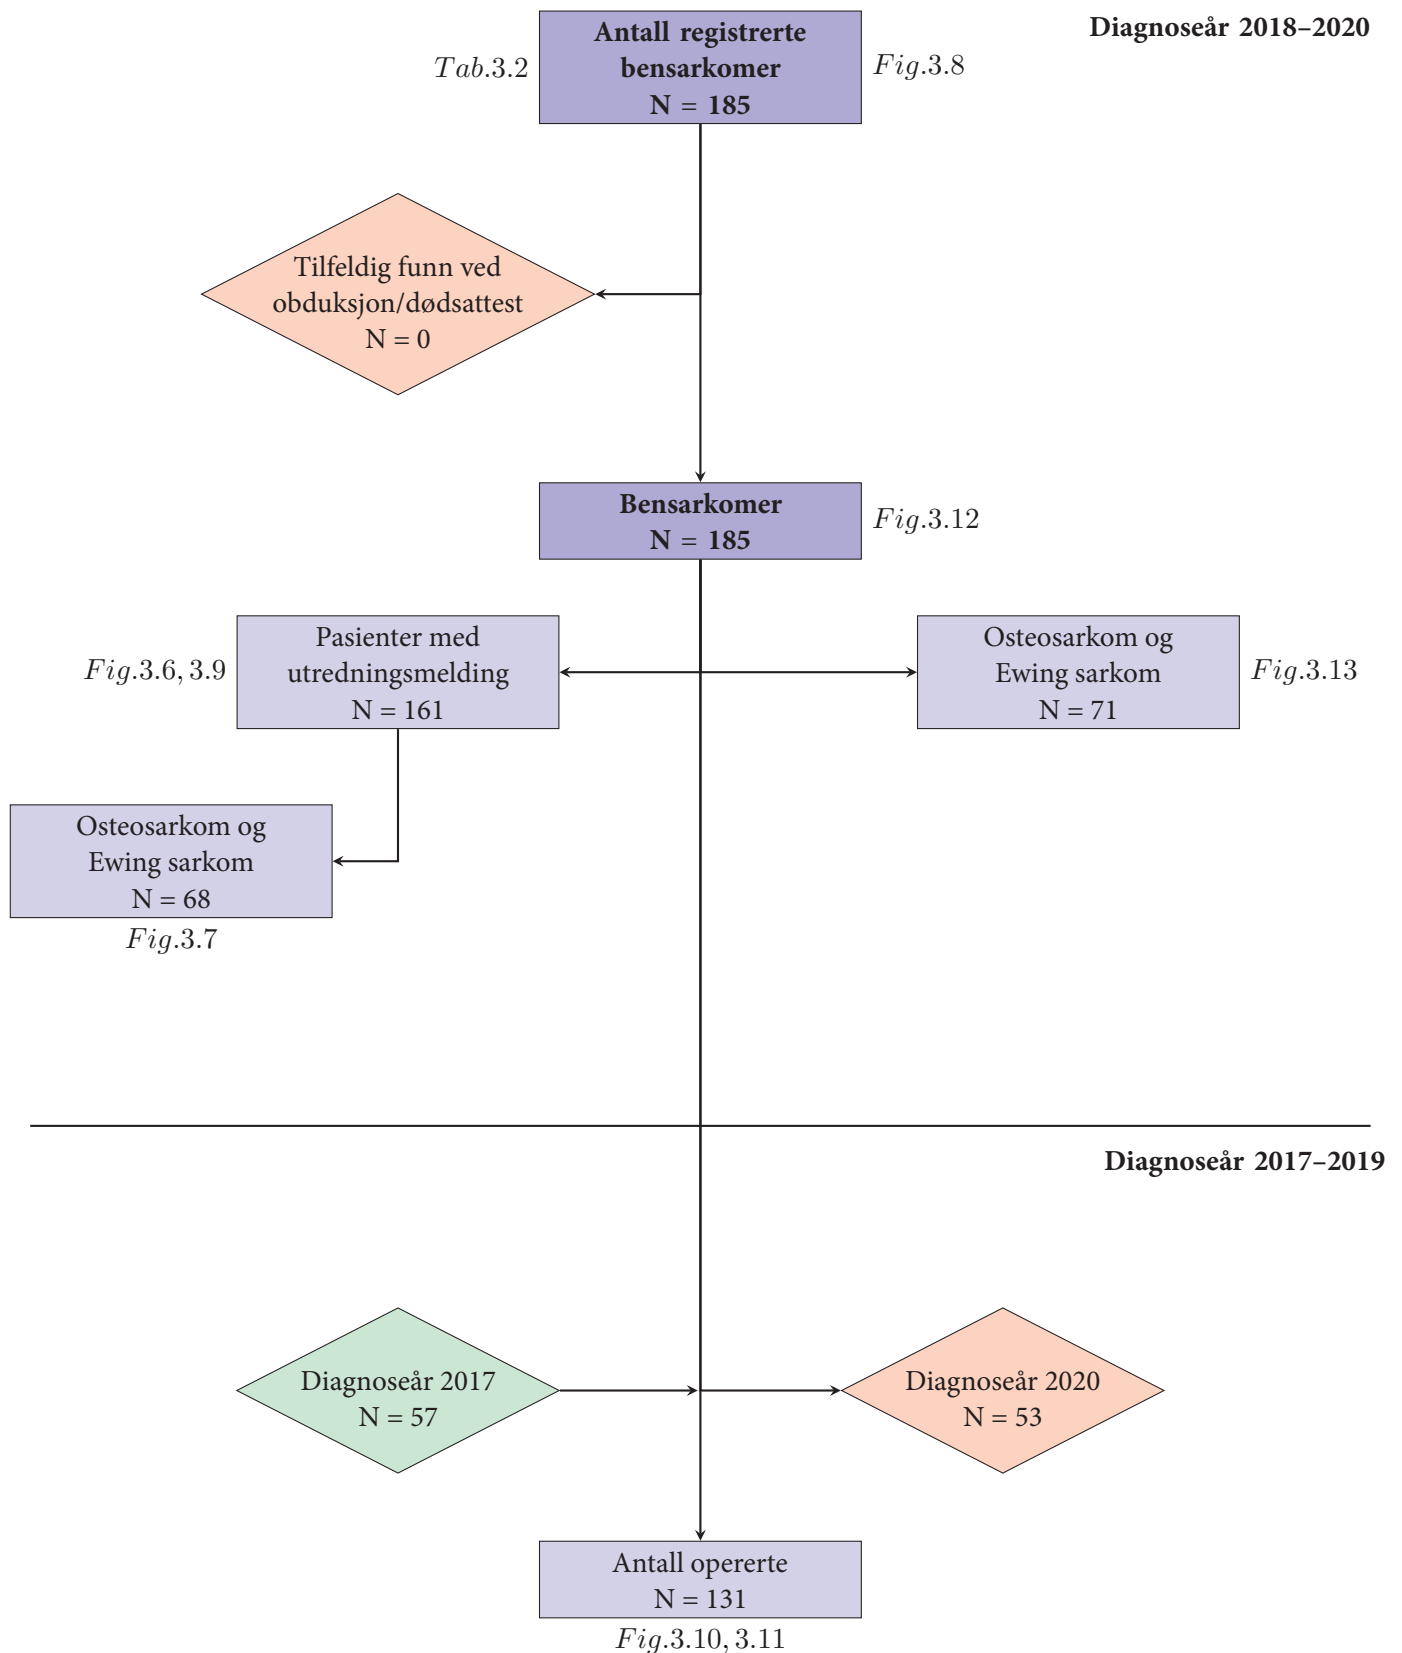 Diagnoseår 2018–2020
Antall registrerte
bensarkomer
N = 185
Tab.3.2
Fig.3.8
Tilfeldig funn ved
obduksjon/dødsattest
N = 0
Bensarkomer
N = 185
Fig.3.12
Pasienter med
utredningsmelding
N = 161
Fig.3.6, 3.9
Osteosarkom og
Ewing sarkom
N = 71
Fig.3.13
Osteosarkom og
Ewing sarkom
N = 68
Fig.3.7
Diagnoseår 2017–2019
Diagnoseår 2017
N = 57
Diagnoseår 2020
N = 53
Antall opererte
N = 131
Fig.3.10, 3.11